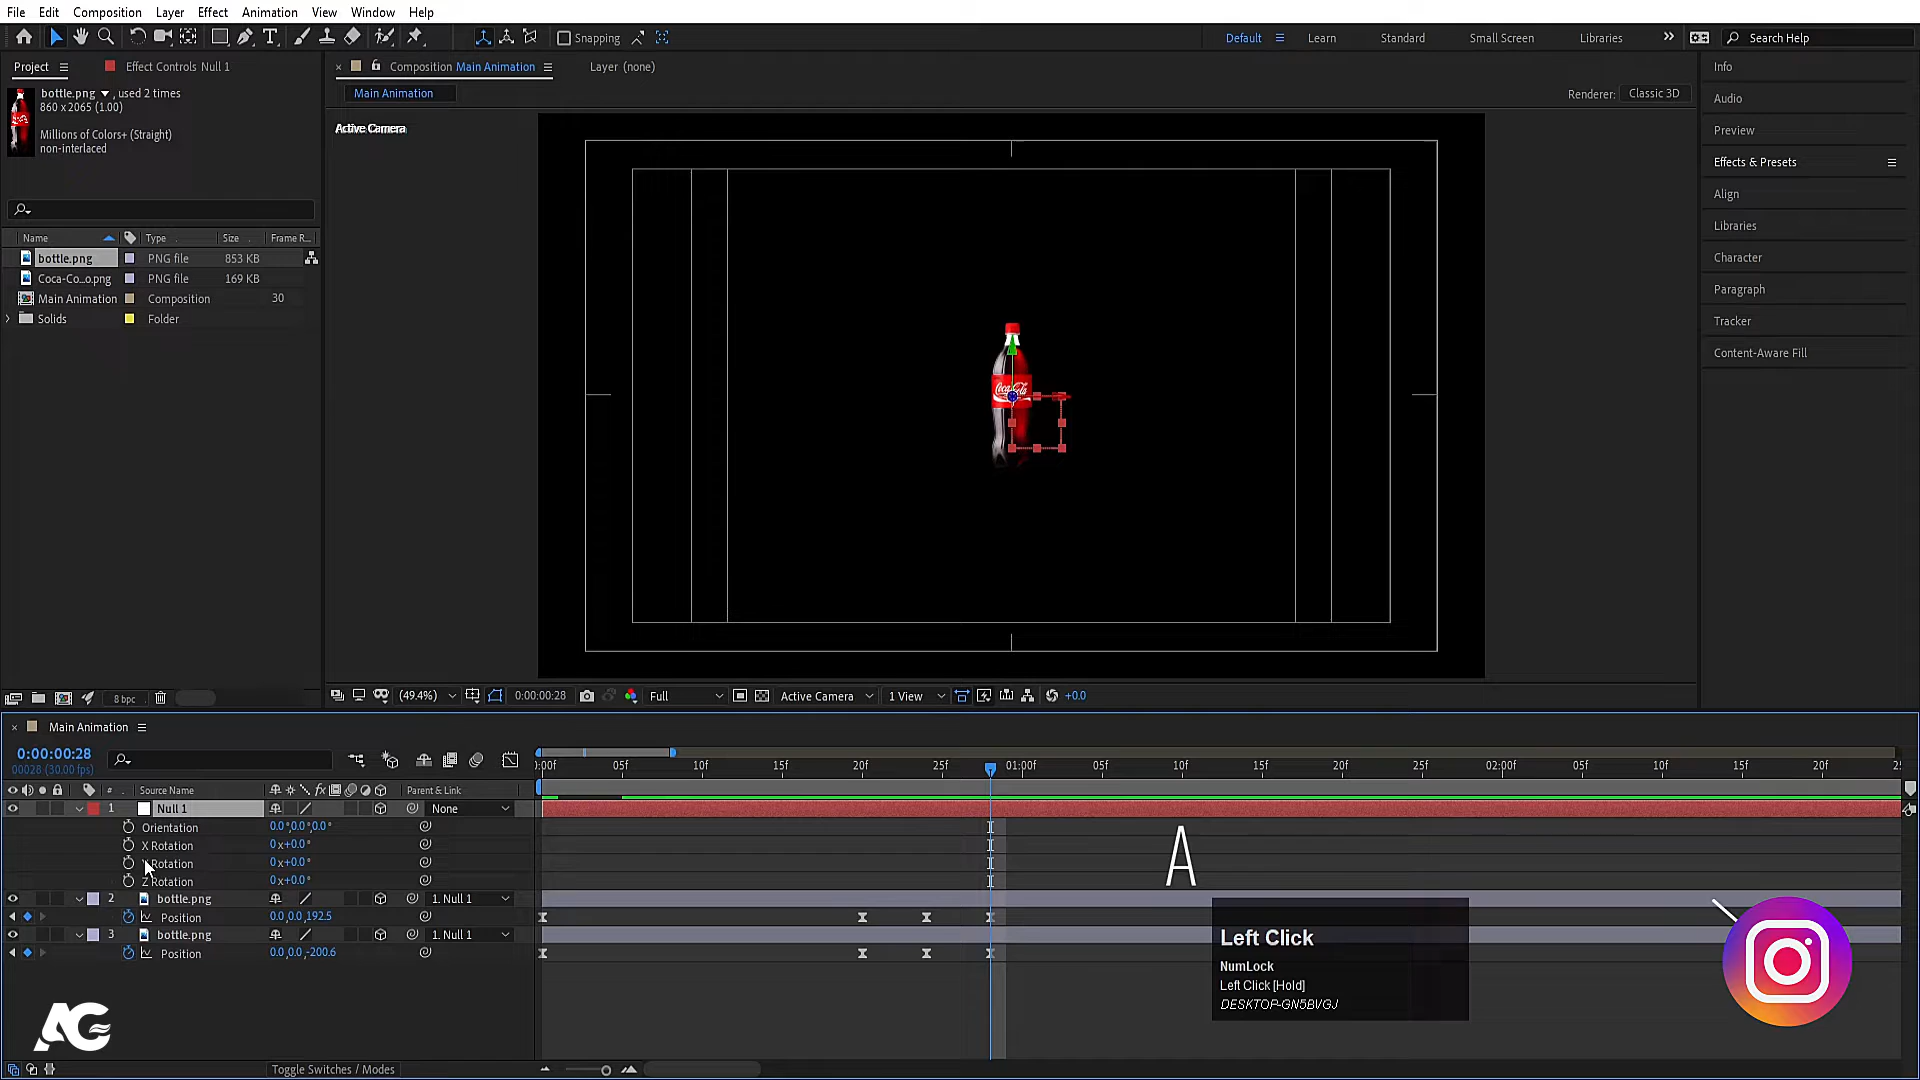 File Edit Composition Layer Effect Animation View Window Help
Snapping Default Learn Standard Small Screen Libraries Search Help
Project Effect Controls Null 1 Composition Main Animation Layer (none) Info
bottle.png , used 2 times
860 x 2065 (1.00)
Main Animation
Renderer: Classic 3D
Audio
Active Camera
Millions of Colors+ (Straight)
non-interlaced
Preview
Effects & Presets
Align
Libraries
Character
Paragraph
Tracker
Content-Aware Fill
Name Type Size Frame R...
bottle.png PNG file 853 KB
Coca-Co...o.png PNG file 169 KB
Main Animation Composition 30
Solids Folder
Coca-Cola
8 bpc (49.4%) 0:00:00:28 Full Active Camera 1 View +0.0
Main Animation
0:00:00:28
00028 (30.00 fps)
0:00f 05f 10f 15f 20f 25f 01:00f 05f 10f 15f 20f 25f 02:00f 05f 10f 15f 20f
# Source Name fx Parent & Link
1 Null 1 None
Orientation 0.0°,0.0°,0.0°
X Rotation 0x+0.0°
Y Rotation 0x+0.0°
Z Rotation 0x+0.0°
2 bottle.png 1. Null 1
Position 0.0,0.0,192.5
3 bottle.png 1. Null 1
Position 0.0,0.0,-200.6
A
Left Click
NumLock
Left Click [Hold]
DESKTOP-GN5BVGJ
AG
Toggle Switches / Modes